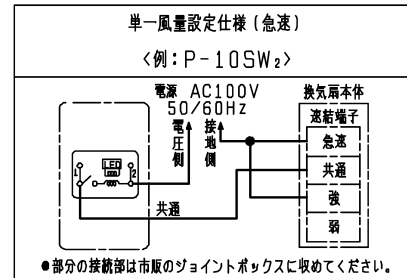 単一風量設定仕様(急速)
<例:P-10SW₂>
電源 AC100V
50/60Hz
電圧側
接地側
換気扇本体
速結端子
急速
共通
強
弱
LED
1
2
共通
●部分の接続部は市販のジョイントボックスに収めてください。